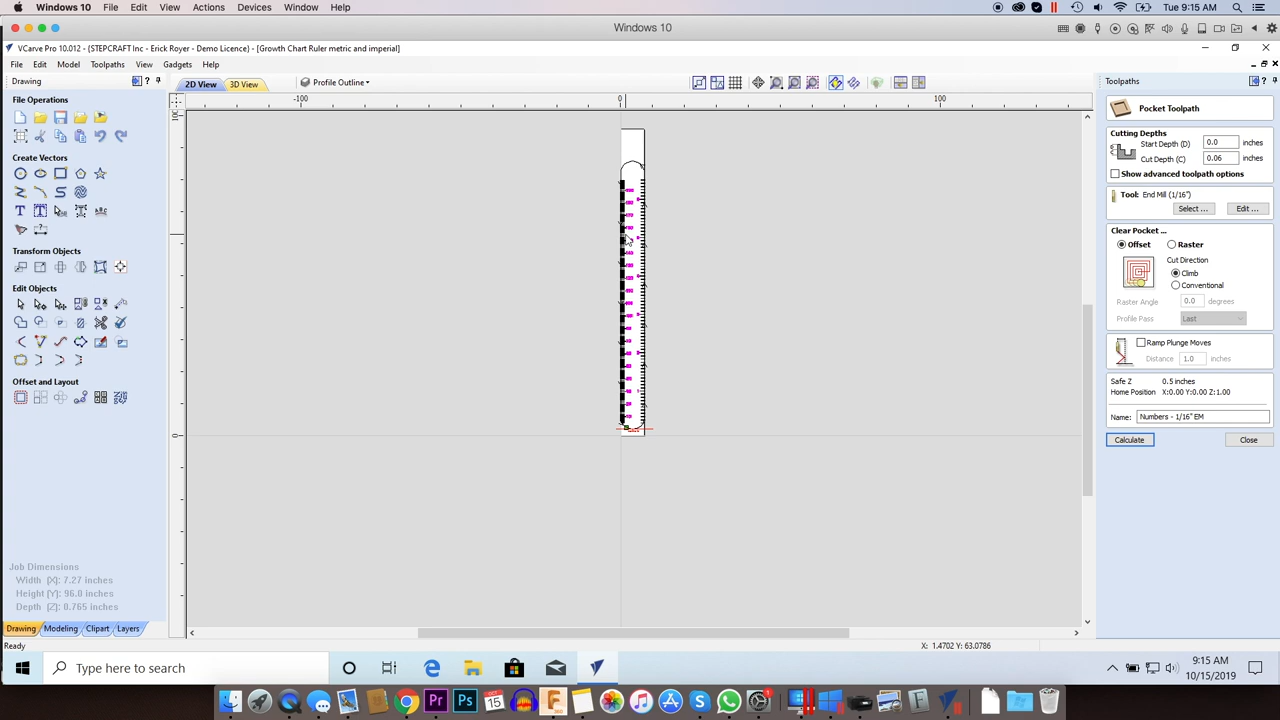 Windows 10 File Edit View Actions Devices Window Help
Tue 9:15 AM
Windows 10
VCarve Pro 10.012 - {STEPCRAFT Inc - Erick Royer - Demo Licence} - [Growth Chart Ruler metric and imperial]
File Edit Model Toolpaths View Gadgets Help
Drawing
2D View 3D View Profile Outline
Toolpaths
-100 0 100
File Operations
Create Vectors
Transform Objects
Edit Objects
Offset and Layout
Job Dimensions
Width [X]: 7.27 inches
Height [Y]: 96.0 inches
Depth [Z]: 0.765 inches
Drawing Modeling Clipart Layers
100
0
Pocket Toolpath
Cutting Depths
Start Depth (D) 0.0 inches
Cut Depth (C) 0.06 inches
Show advanced toolpath options
Tool: End Mill (1/16")
Select ... Edit ...
Clear Pocket ...
Offset Raster
Cut Direction
Climb
Conventional
Raster Angle 0.0 degrees
Profile Pass Last
Ramp Plunge Moves
Distance 1.0 inches
Safe Z 0.5 inches
Home Position X:0.00 Y:0.00 Z:1.00
Name: Numbers - 1/16" EM
Calculate Close
Ready
X: 1.4702 Y: 63.0786
Type here to search
9:15 AM
10/15/2019
Pr Ps
OCT
15
F
360
F